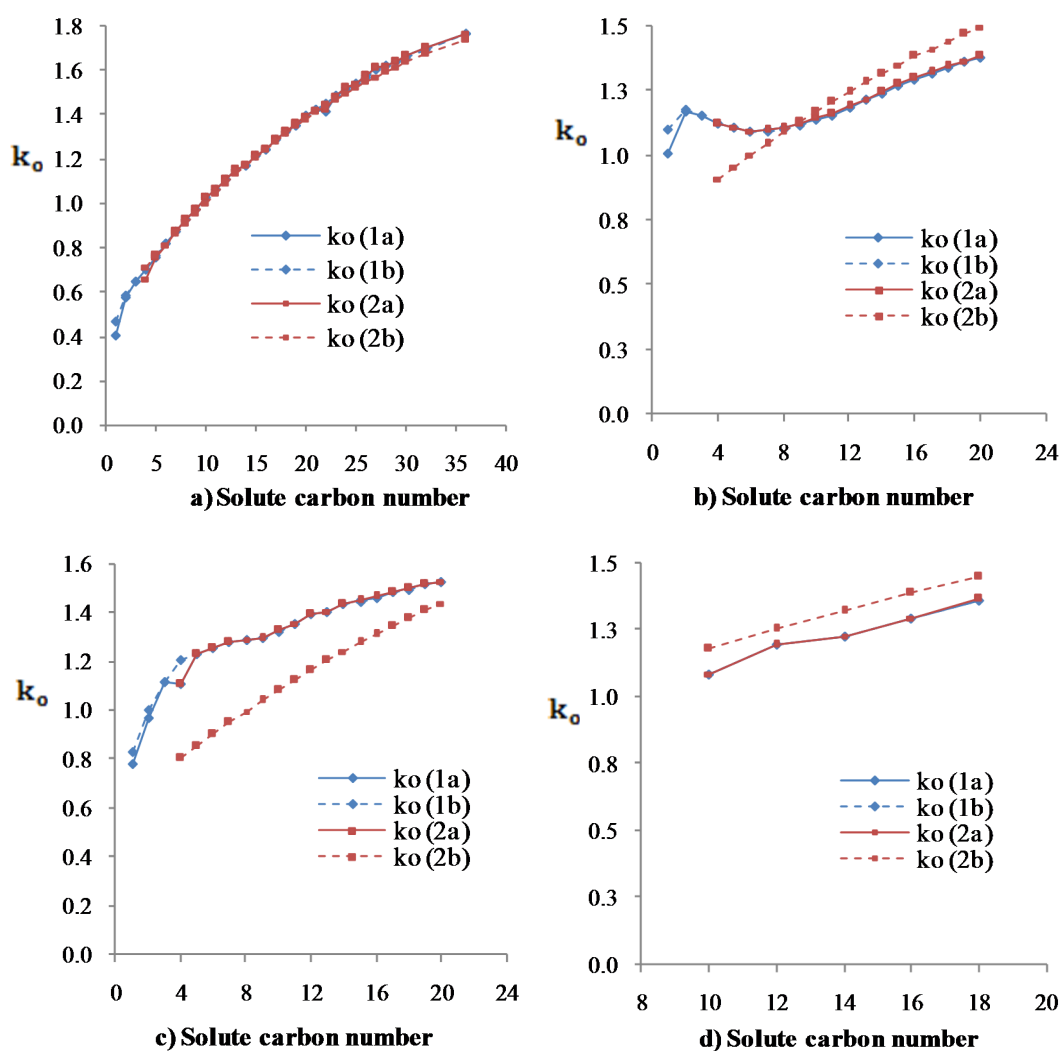 1.8
1.6
1.4
1.2
1.0
0.8
0.6
0.4
0.2
0.0
kₒ
ko (1a)
ko (1b)
ko (2a)
ko (2b)
0 5 10 15 20 25 30 35 40
a) Solute carbon number
1.5
1.3
1.0
0.8
0.5
0.3
0.0
kₒ
ko (1a)
ko (1b)
ko (2a)
ko (2b)
0 4 8 12 16 20 24
b) Solute carbon number
1.6
1.4
1.2
1.0
0.8
0.6
0.4
0.2
0.0
kₒ
ko (1a)
ko (1b)
ko (2a)
ko (2b)
0 4 8 12 16 20 24
c) Solute carbon number
1.5
1.3
1.0
0.8
0.5
0.3
0.0
kₒ
ko (1a)
ko (1b)
ko (2a)
ko (2b)
8 10 12 14 16 18 20
d) Solute carbon number